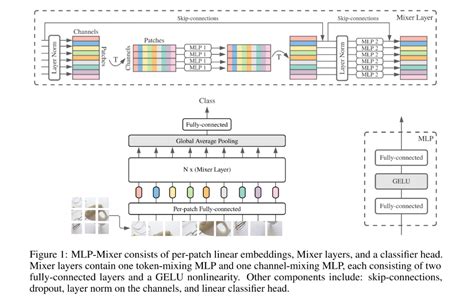 Skip-connections
Skip-connections
Mixer Layer
Channels
Patches
Layer Norm
Patches
T
Channels
MLP 1
MLP 1
MLP 1
MLP 1
T
Layer Norm
MLP 2
MLP 2
MLP 2
MLP 2
Class
Fully-connected
Global Average Pooling
N x (Mixer Layer)
Per-patch Fully-connected
MLP
Fully-connected
GELU
Fully-connected
Figure 1: MLP-Mixer consists of per-patch linear embeddings, Mixer layers, and a classifier head.
Mixer layers contain one token-mixing MLP and one channel-mixing MLP, each consisting of two
fully-connected layers and a GELU nonlinearity. Other components include: skip-connections,
dropout, layer norm on the channels, and linear classifier head.